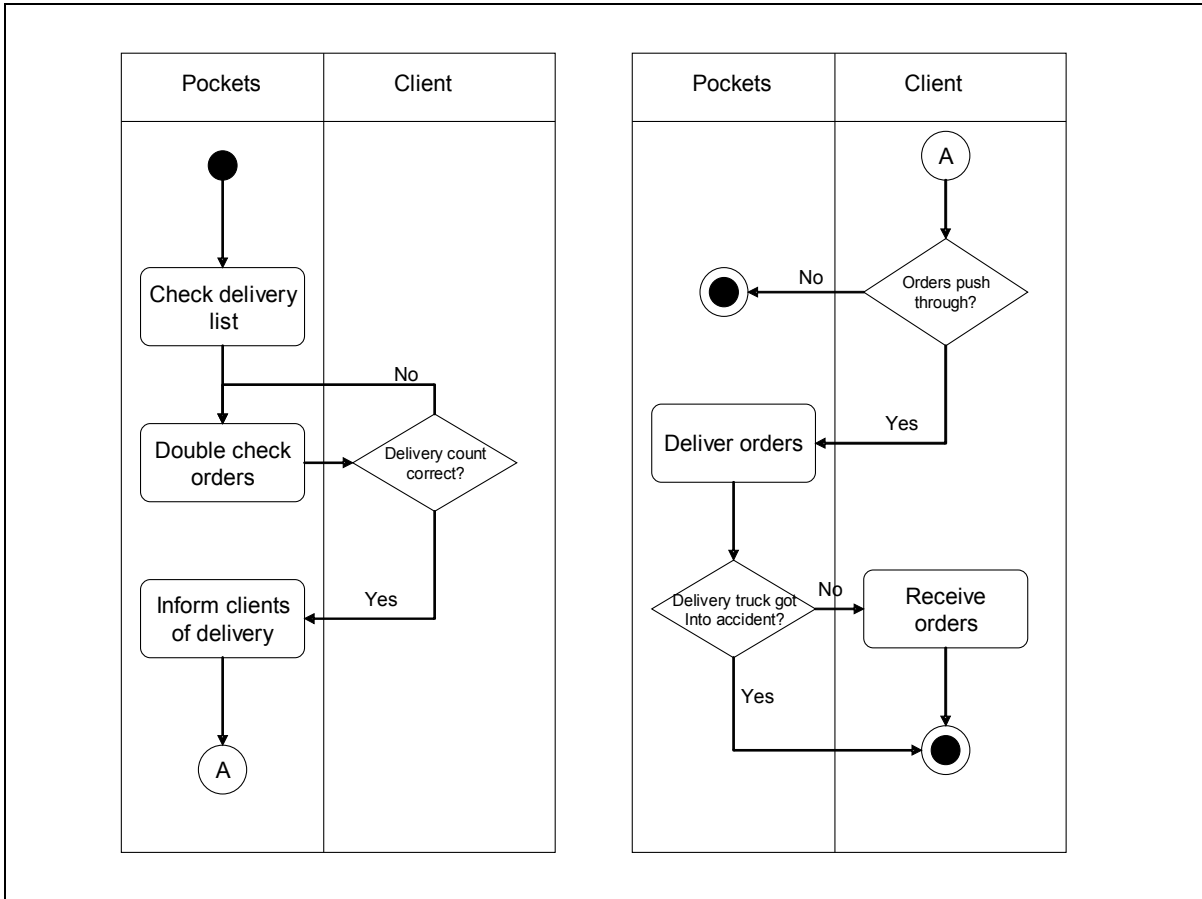 Pockets
Client
Check delivery
list
No
Double check
orders
Delivery count
correct?
Yes
Inform clients
of delivery
A
Pockets
Client
A
Orders push
through?
No
Yes
Deliver orders
Delivery truck got
Into accident?
No
Receive
orders
Yes